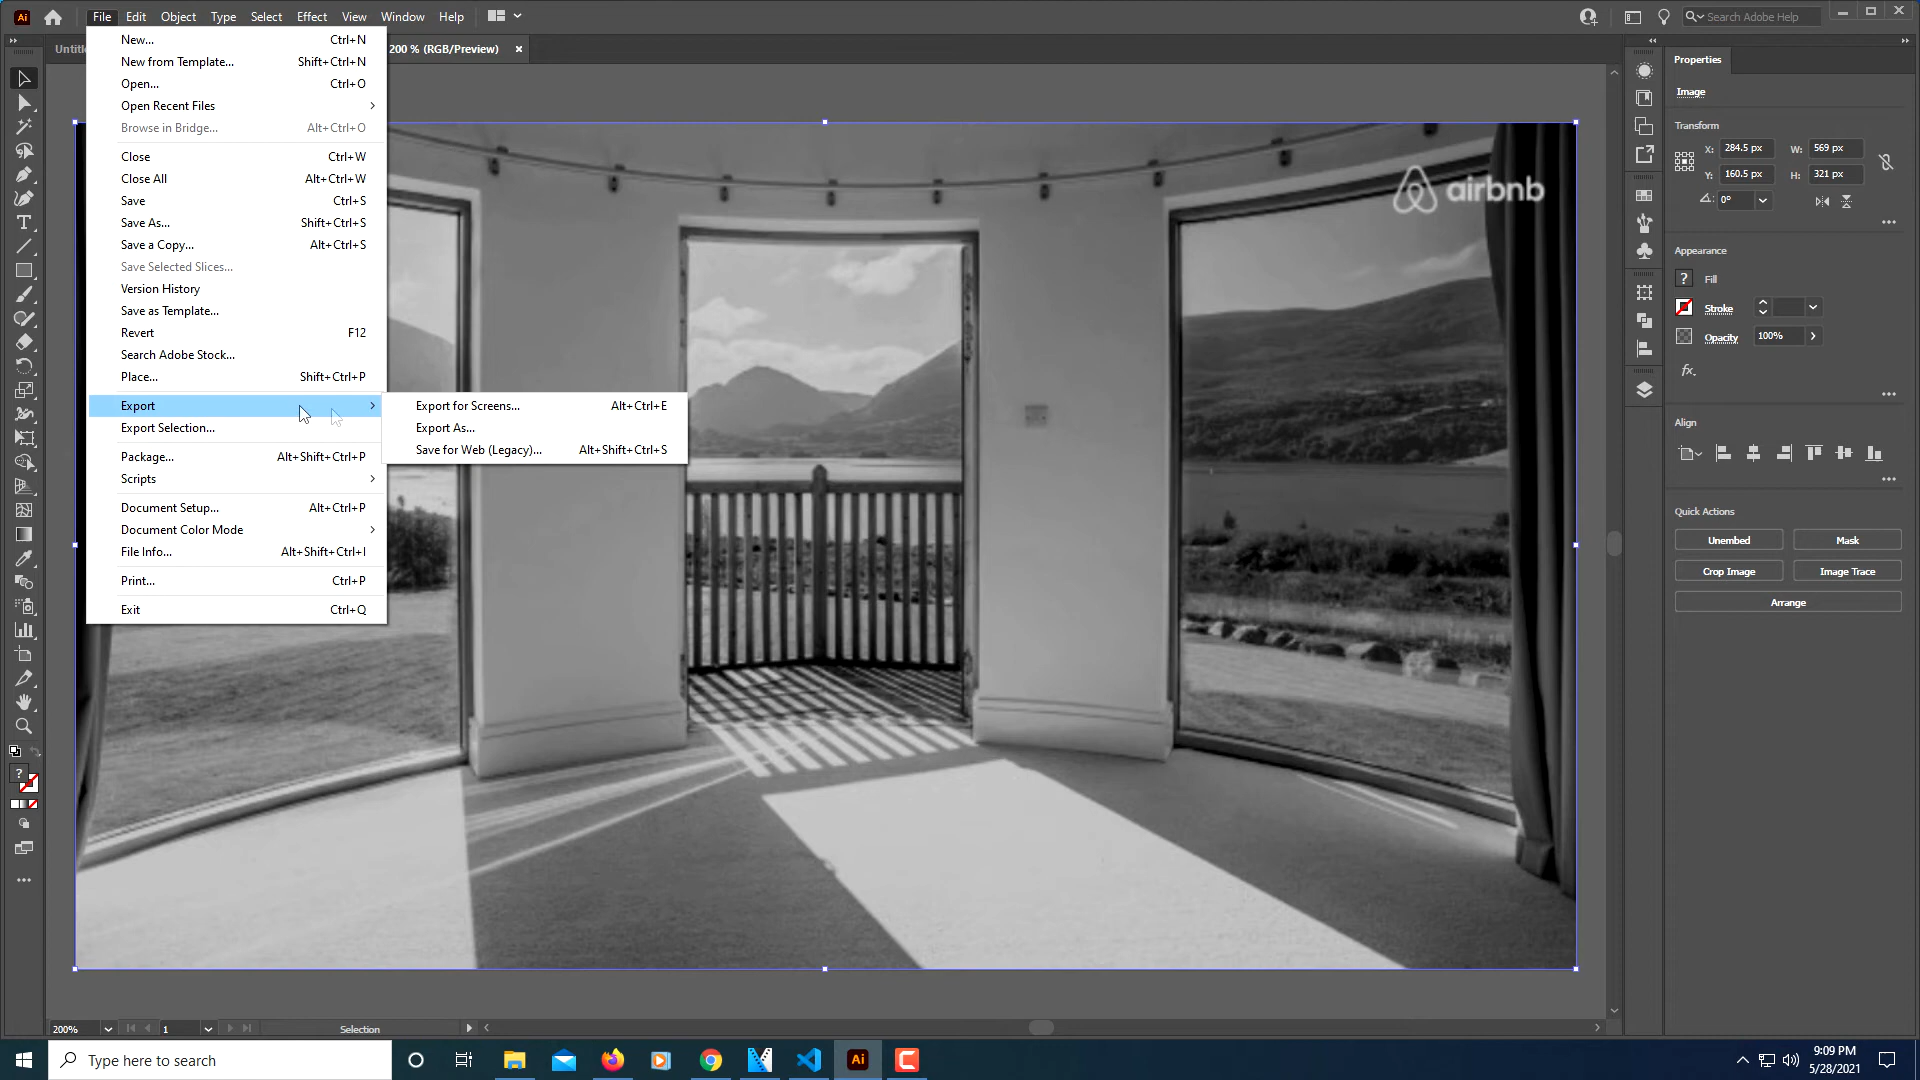 Ai File Edit Object Type Select Effect View Window Help Search Adobe Help
200 % (RGB/Preview) ×
New... Ctrl+N
New from Template... Shift+Ctrl+N
Open... Ctrl+O
Open Recent Files
Browse in Bridge... Alt+Ctrl+O
Close Ctrl+W
Close All Alt+Ctrl+W
Save Ctrl+S
Save As... Shift+Ctrl+S
Save a Copy... Alt+Ctrl+S
Save Selected Slices...
Version History
Save as Template...
Revert F12
Search Adobe Stock...
Place... Shift+Ctrl+P
Export
Export Selection...
Package... Alt+Shift+Ctrl+P
Scripts
Document Setup... Alt+Ctrl+P
Document Color Mode
File Info... Alt+Shift+Ctrl+I
Print... Ctrl+P
Exit Ctrl+Q
Export for Screens... Alt+Ctrl+E
Export As...
Save for Web (Legacy)... Alt+Shift+Ctrl+S
airbnb
Properties
Image
Transform
X: 284.5 px W: 569 px
Y: 160.5 px H: 321 px
0°
Appearance
? Fill
Stroke
Opacity 100%
fx.
Align
Quick Actions
Unembed Mask
Crop Image Image Trace
Arrange
200% 1 Selection
Type here to search
Ai
9:09 PM
5/28/2021